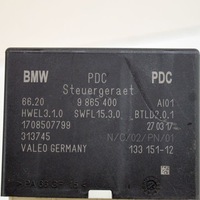 BMW PDC PDC
Steuergeraet
66.20 9 865 400 AI01
HWEL3.1.0 SWFL15.3.0 BTLD2.0.1
1708507799 27 03 17
313745 N/C/02/PN/01
VALEO GERMANY 133 151-12